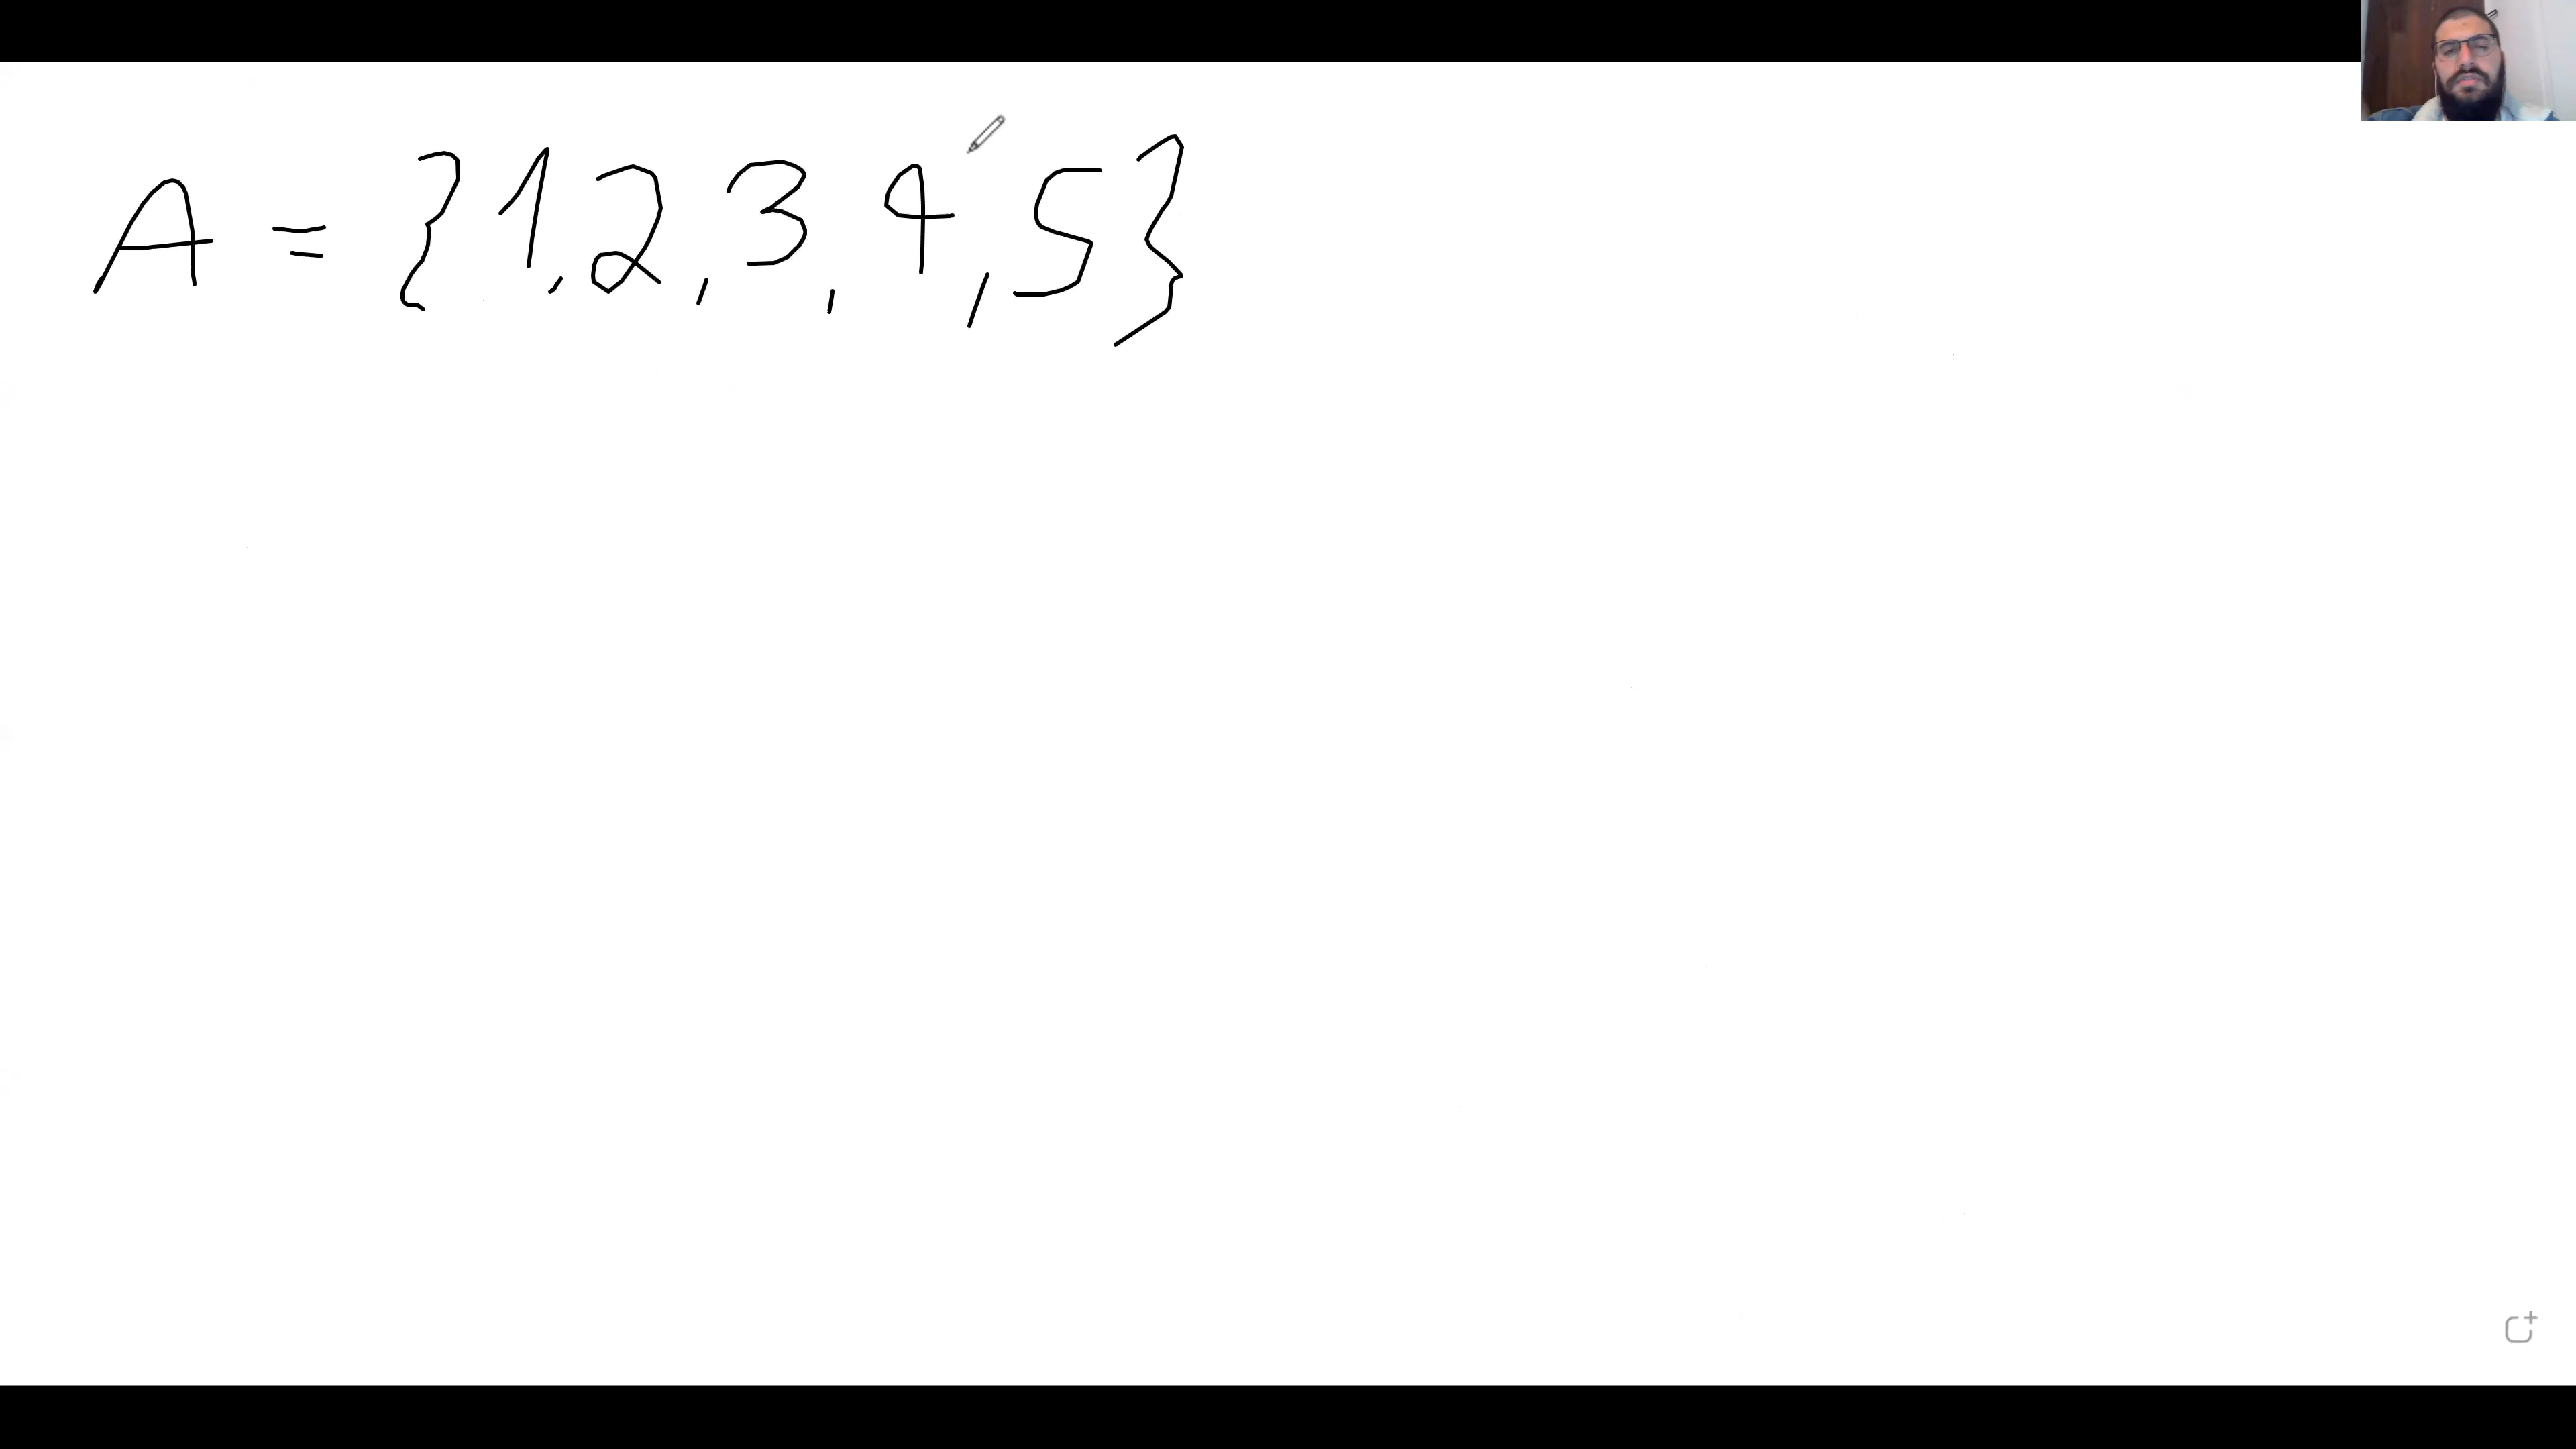 A = {1,2,3,4,5}